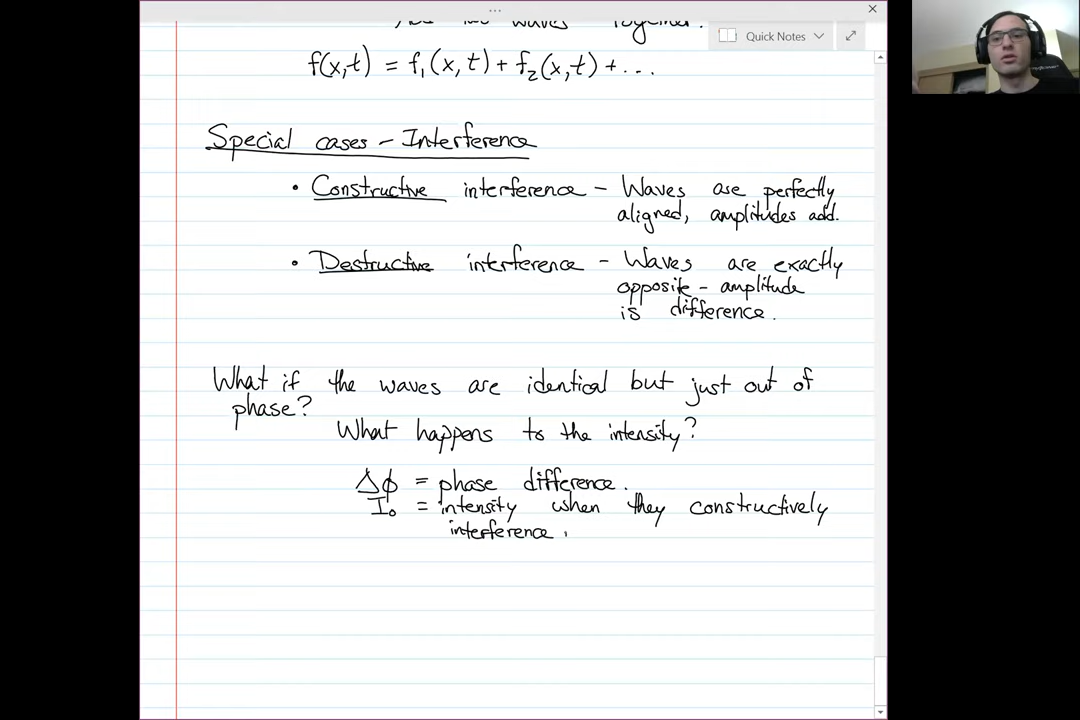 waves together.
Quick Notes
f(x,t) = f₁(x,t) + f₂(x,t) + ...
Special cases - Interference
• Constructive interference - Waves are perfectly
aligned, amplitudes add.
• Destructive interference - Waves are exactly
opposite - amplitude
is difference.
What if the waves are identical but just out of
phase?
What happens to the intensity?
Δϕ = phase difference.
I₀ = intensity when they constructively
interference.